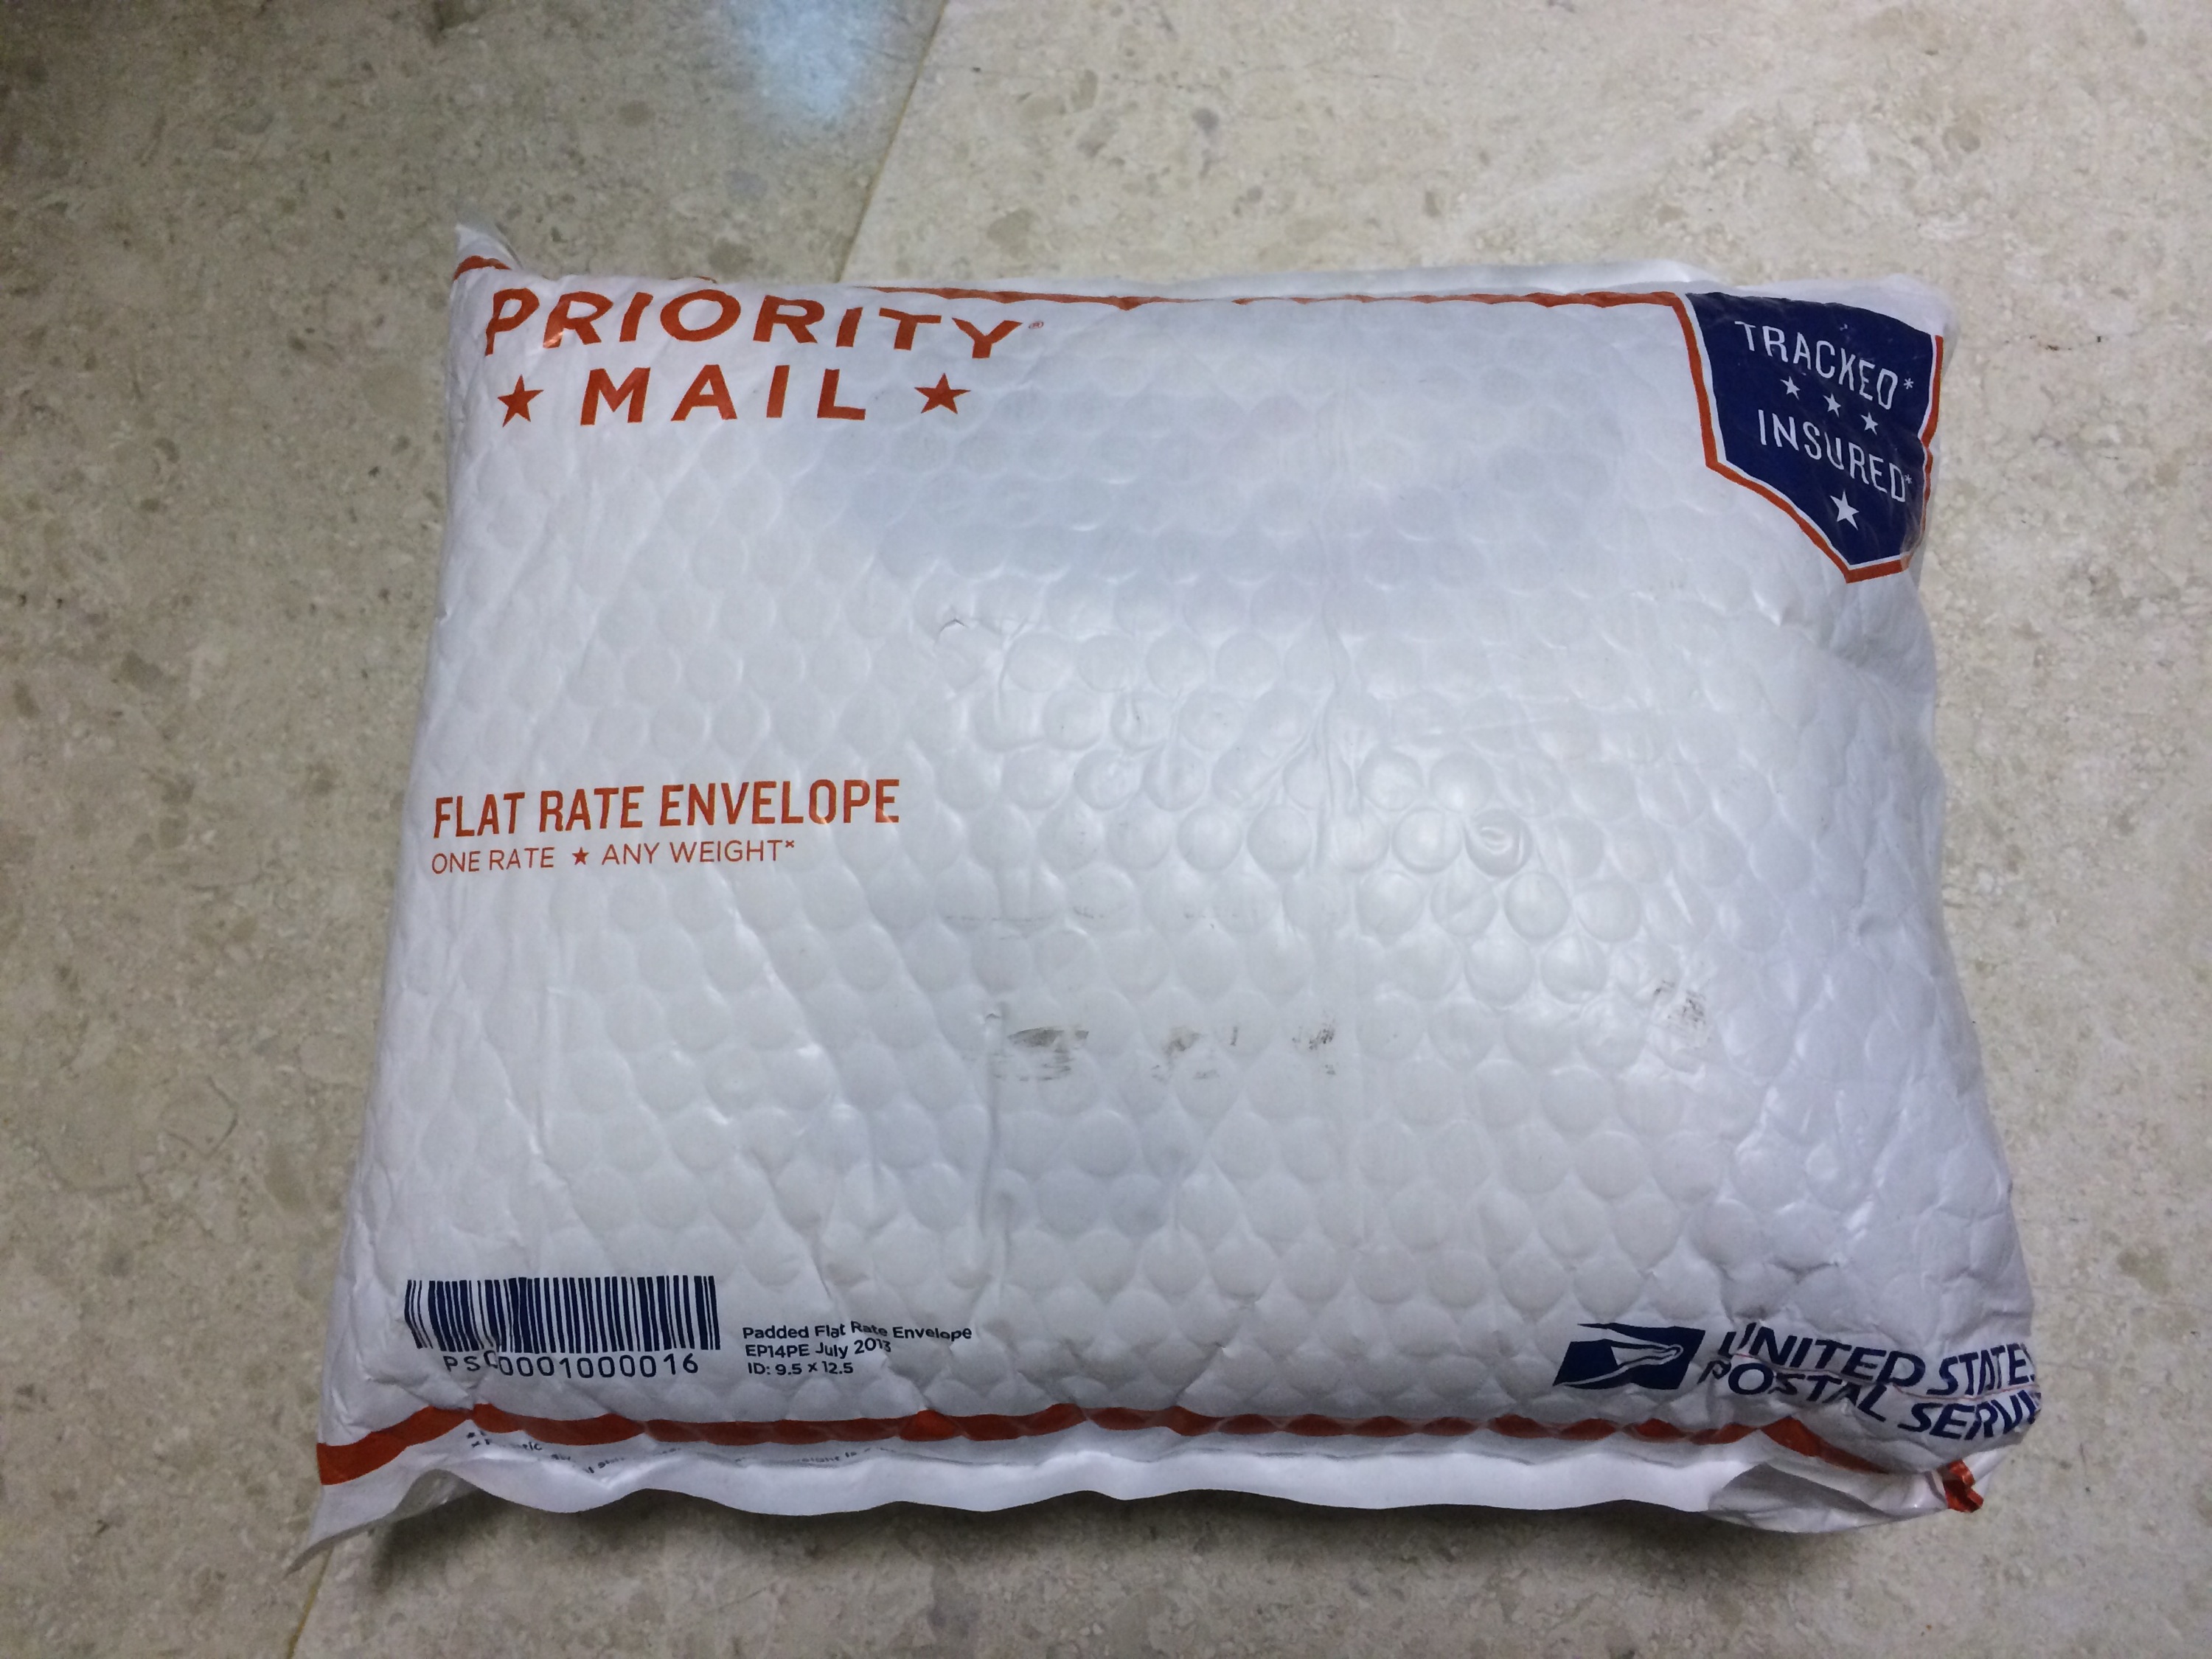 PRIORITY®
★ MAIL ★
TRACKED*
★ ★ ★
INSURED*
★
FLAT RATE ENVELOPE
ONE RATE ★ ANY WEIGHT*
PS00001000016
Padded Flat Rate Envelope
EP14PE July 2013
ID: 9.5 x 12.5
UNITED STATES
POSTAL SERVI